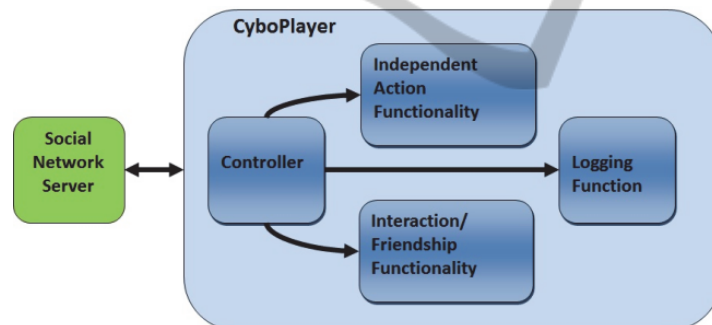 CyboPlayer
Independent
Action
Functionality
Social
Network
Server
Controller
Logging
Function
Interaction/
Friendship
Functionality